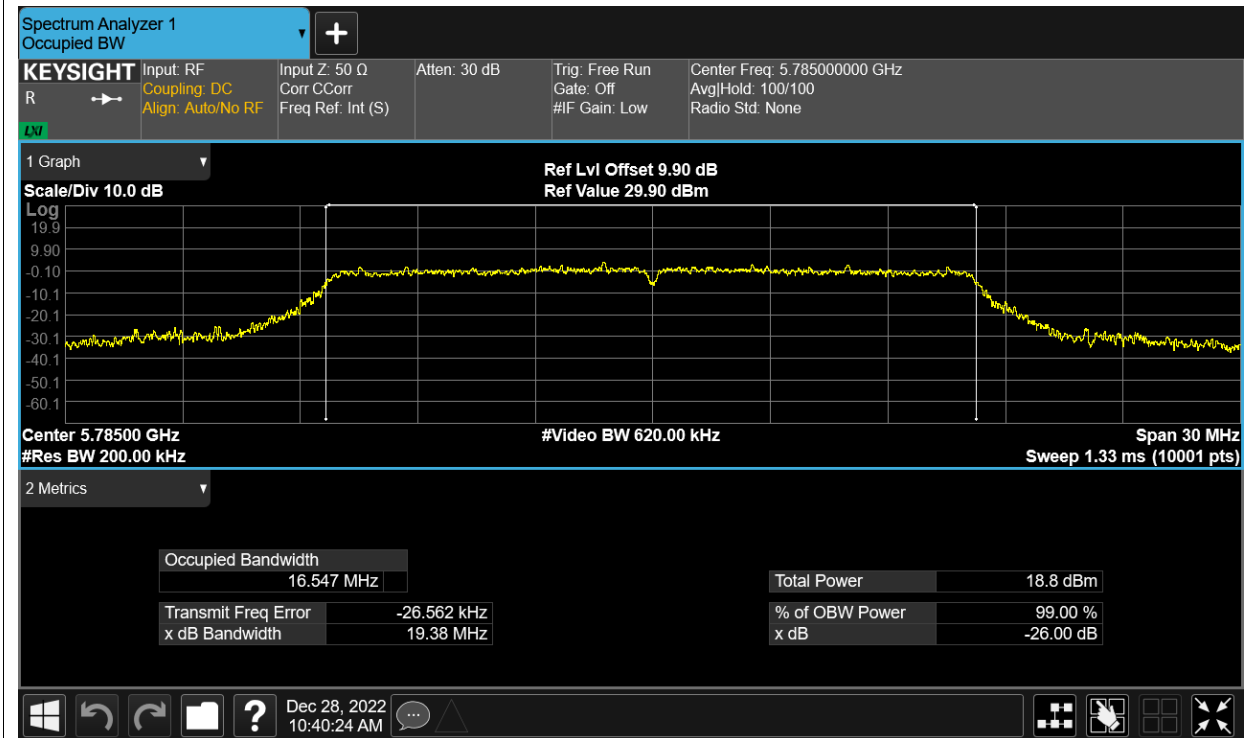 Spectrum Analyzer 1
Occupied BW
+
KEYSIGHT
R
LXI
Input: RF
Coupling: DC
Align: Auto/No RF
Input Z: 50 Ω
Corr CCorr
Freq Ref: Int (S)
Atten: 30 dB
Trig: Free Run
Gate: Off
#IF Gain: Low
Center Freq: 5.785000000 GHz
Avg|Hold: 100/100
Radio Std: None
1 Graph
Scale/Div 10.0 dB
Ref Lvl Offset 9.90 dB
Ref Value 29.90 dBm
Log
19.9
9.90
-0.10
-10.1
-20.1
-30.1
-40.1
-50.1
-60.1
Center 5.78500 GHz
#Video BW 620.00 kHz
Span 30 MHz
#Res BW 200.00 kHz
Sweep 1.33 ms (10001 pts)
2 Metrics
Occupied Bandwidth
16.547 MHz
Transmit Freq Error -26.562 kHz
x dB Bandwidth 19.38 MHz
Total Power 18.8 dBm
% of OBW Power 99.00 %
x dB -26.00 dB
?
Dec 28, 2022
10:40:24 AM